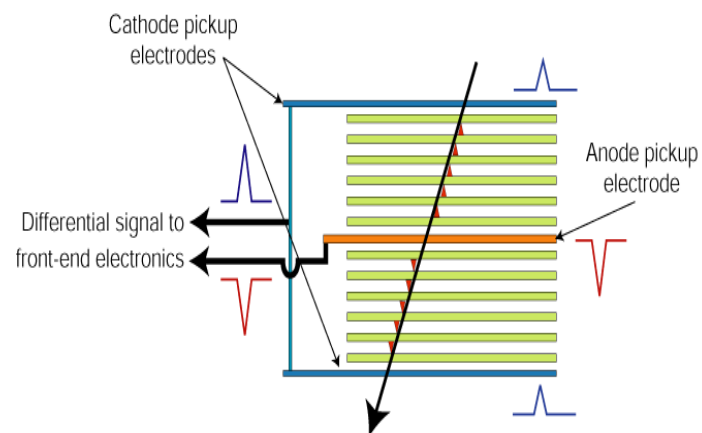 Cathode pickup
electrodes
Anode pickup
electrode
Differential signal to
front-end electronics